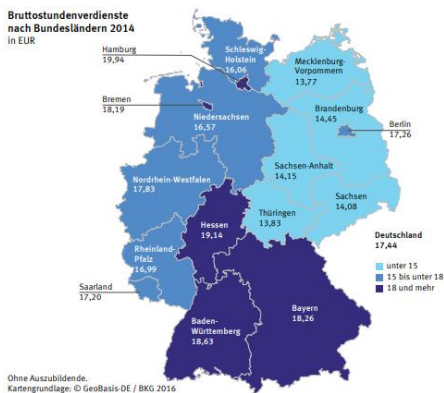 Bruttostundenverdienste
nach Bundesländern 2014
in EUR
Hamburg
19,94
Schleswig-
Holstein
16,06
Mecklenburg-
Vorpommern
13,77
Bremen
18,19
Niedersachsen
16,57
Brandenburg
14,45
Berlin
17,26
Sachsen-Anhalt
14,15
Nordrhein-Westfalen
17,83
Sachsen
14,08
Thüringen
13,83
Hessen
19,14
Rheinland-
Pfalz
16,99
Saarland
17,20
Deutschland
17,44
unter 15
15 bis unter 18
18 und mehr
Baden-
Württemberg
18,63
Bayern
18,26
Ohne Auszubildende.
Kartengrundlage: © GeoBasis-DE / BKG 2016